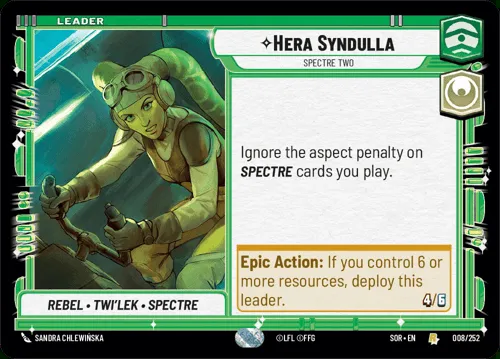 LEADER
✧HERA SYNDULLA
SPECTRE TWO
Ignore the aspect penalty on
SPECTRE cards you play.
Epic Action: If you control 6 or
more resources, deploy this
leader.
4/6
REBEL • TWI'LEK • SPECTRE
SANDRA CHLEWIŃSKA
©LFL ©FFG
SOR • EN
008/252